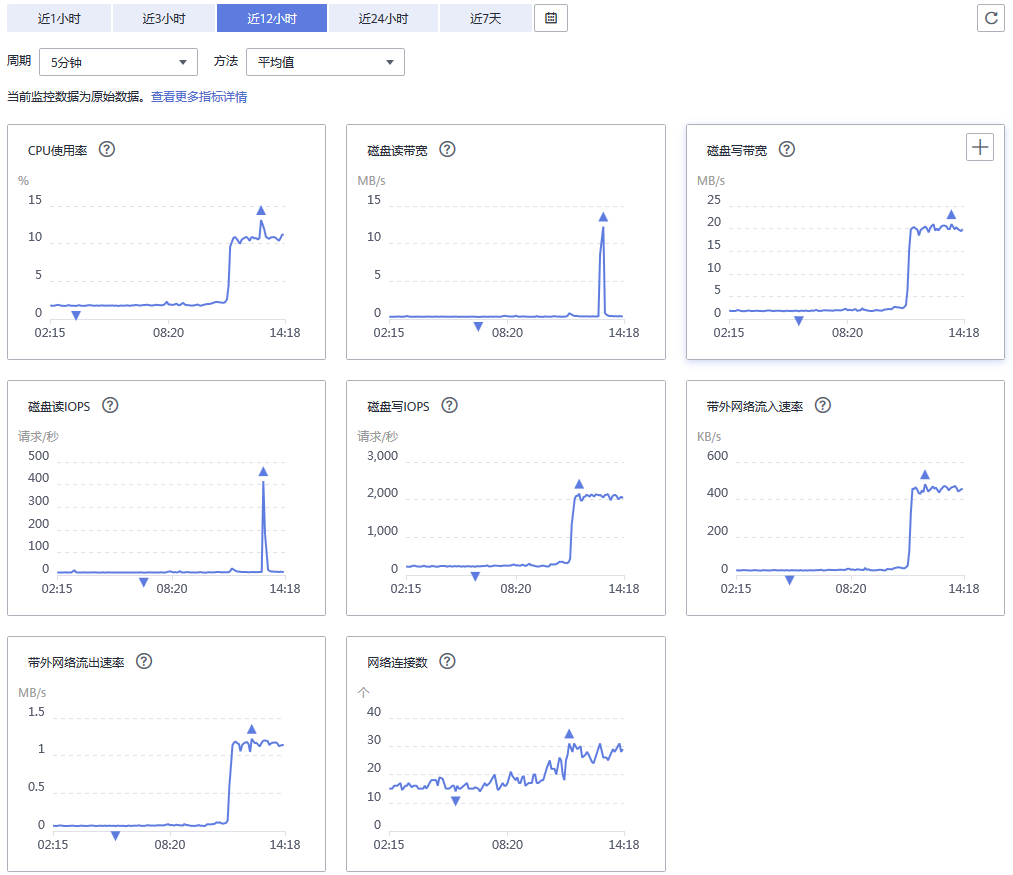 近1小时 近3小时 近12小时 近24小时 近7天
周期 5分钟 方法 平均值
当前监控数据为原始数据。查看更多指标详情
CPU使用率 ?
%
15
10
5
0
02:15 08:20 14:18
磁盘读带宽 ?
MB/s
15
10
5
0
02:15 08:20 14:18
磁盘写带宽 ?
MB/s
25
20
15
10
5
0
02:15 08:20 14:18
磁盘读IOPS ?
请求/秒
500
400
300
200
100
0
02:15 08:20 14:18
磁盘写IOPS ?
请求/秒
3,000
2,000
1,000
0
02:15 08:20 14:18
带外网络流入速率 ?
KB/s
600
400
200
0
02:15 08:20 14:18
带外网络流出速率 ?
MB/s
1.5
1
0.5
0
02:15 08:20 14:18
网络连接数 ?
个
40
30
20
10
0
02:15 08:20 14:18